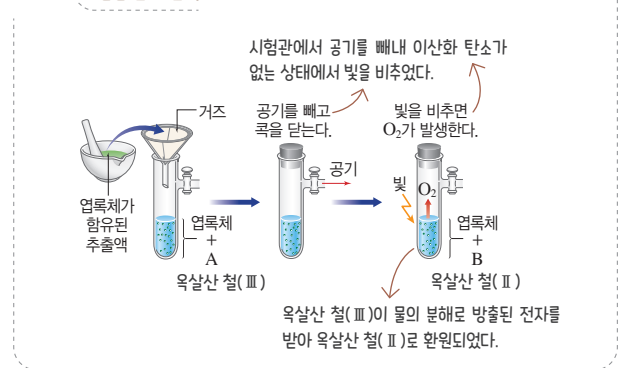 시험관에서 공기를 빼내 이산화 탄소가
없는 상태에서 빛을 비추었다.
거즈
공기를 빼고
콕을 닫는다.
빛을 비추면
O₂가 발생한다.
공기
빛
O₂
엽록체가
함유된
추출액
엽록체
+
A
옥살산 철(Ⅲ)
엽록체
+
B
옥살산 철(Ⅱ)
옥살산 철(Ⅲ)이 물의 분해로 방출된 전자를
받아 옥살산 철(Ⅱ)로 환원되었다.